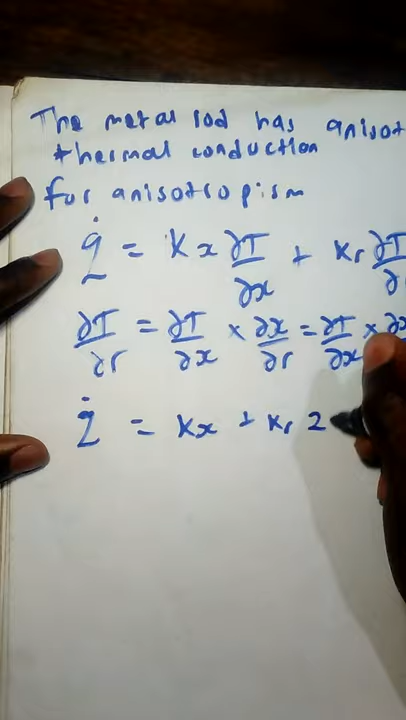 The metal rod has anisot
thermal conduction
for anisotropism
q̇ = Kx ∂T/∂x + Kr ∂T/∂
∂T/∂r = ∂T/∂x × ∂x/∂r = ∂T/∂x × ∂x
q̇ = Kx + Kr 2